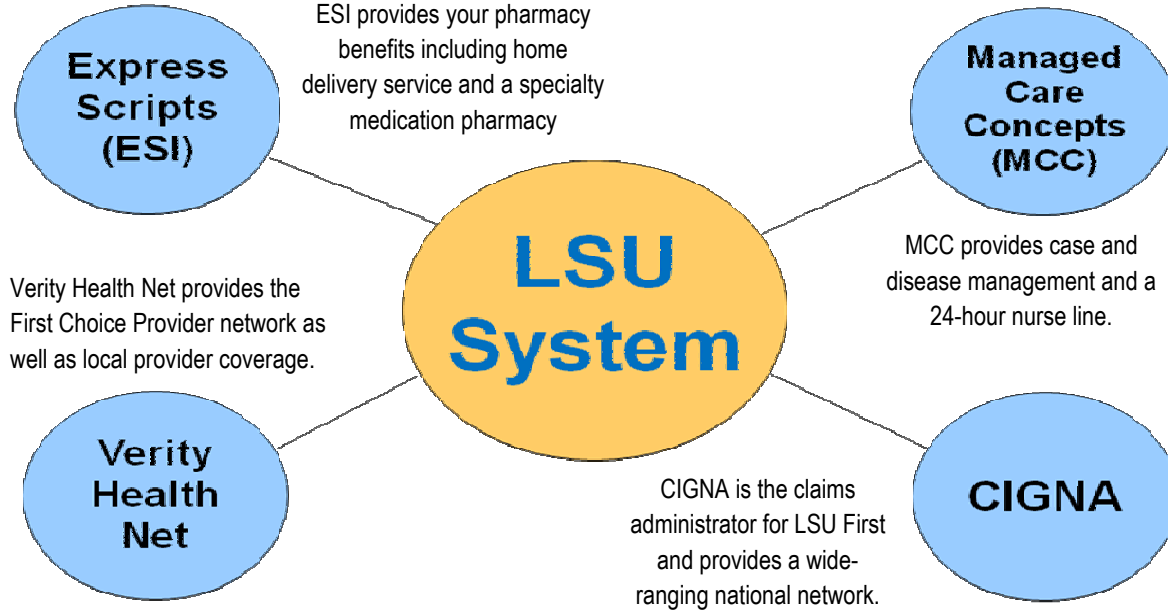 Express
Scripts
(ESI)
ESI provides your pharmacy
benefits including home
delivery service and a specialty
medication pharmacy
Managed
Care
Concepts
(MCC)
MCC provides case and
disease management and a
24-hour nurse line.
LSU
System
Verity Health Net provides the
First Choice Provider network as
well as local provider coverage.
Verity
Health
Net
CIGNA is the claims
administrator for LSU First
and provides a wide-
ranging national network.
CIGNA